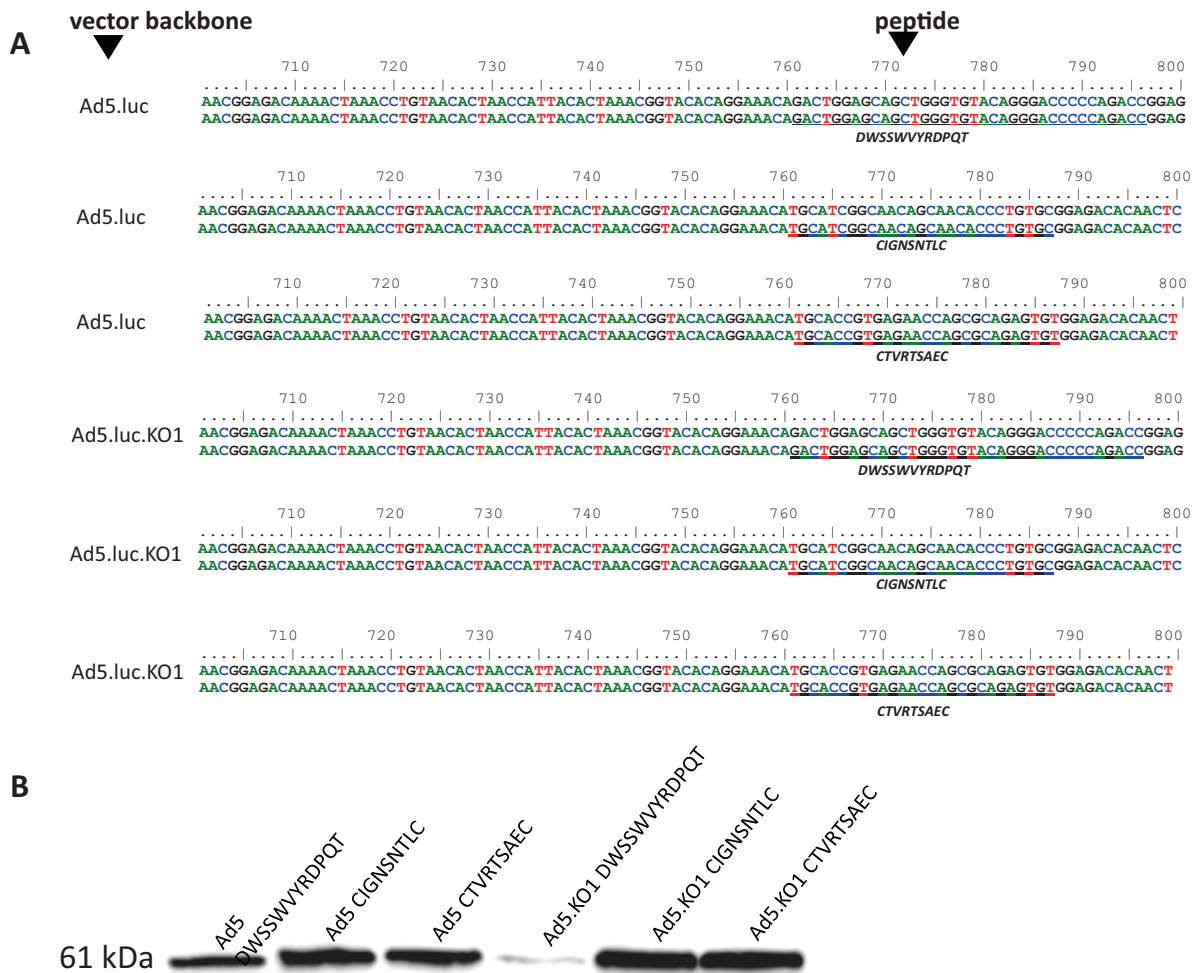 A
vector backbone
peptide
710 720 730 740 750 760 770 780 790 800
Ad5.luc
AACGGAGACAAAACTAAACCTGTAACACTAACCATTACACTAAACGGTACACAGGAAACAGACTGGAGCAGCTGGGTGTACAGGGACCCCCAGACCGGAG
AACGGAGACAAAACTAAACCTGTAACACTAACCATTACACTAAACGGTACACAGGAAACAGACTGGAGCAGCTGGGTGTACAGGGACCCCCAGACCGGAG
DWSSWVYRDPQT
710 720 730 740 750 760 770 780 790 800
Ad5.luc
AACGGAGACAAAACTAAACCTGTAACACTAACCATTACACTAAACGGTACACAGGAAACATGCATCGGCAACAGCAACACCCTGTGCGGAGACACAACTC
AACGGAGACAAAACTAAACCTGTAACACTAACCATTACACTAAACGGTACACAGGAAACATGCATCGGCAACAGCAACACCCTGTGCGGAGACACAACTC
CIGNSNTLC
710 720 730 740 750 760 770 780 790 800
Ad5.luc
AACGGAGACAAAACTAAACCTGTAACACTAACCATTACACTAAACGGTACACAGGAAACATGCACCGTGAGAACCAGCGCAGAGTGTGGAGACACAACT
AACGGAGACAAAACTAAACCTGTAACACTAACCATTACACTAAACGGTACACAGGAAACATGCACCGTGAGAACCAGCGCAGAGTGTGGAGACACAACT
CTVRTSAEC
710 720 730 740 750 760 770 780 790 800
Ad5.luc.KO1
AACGGAGACAAAACTAAACCTGTAACACTAACCATTACACTAAACGGTACACAGGAAACAGACTGGAGCAGCTGGGTGTACAGGGACCCCCAGACCGGAG
AACGGAGACAAAACTAAACCTGTAACACTAACCATTACACTAAACGGTACACAGGAAACAGACTGGAGCAGCTGGGTGTACAGGGACCCCCAGACCGGAG
DWSSWVYRDPQT
710 720 730 740 750 760 770 780 790 800
Ad5.luc.KO1
AACGGAGACAAAACTAAACCTGTAACACTAACCATTACACTAAACGGTACACAGGAAACATGCATCGGCAACAGCAACACCCTGTGCGGAGACACAACTC
AACGGAGACAAAACTAAACCTGTAACACTAACCATTACACTAAACGGTACACAGGAAACATGCATCGGCAACAGCAACACCCTGTGCGGAGACACAACTC
CIGNSNTLC
710 720 730 740 750 760 770 780 790 800
Ad5.luc.KO1
AACGGAGACAAAACTAAACCTGTAACACTAACCATTACACTAAACGGTACACAGGAAACATGCACCGTGAGAACCAGCGCAGAGTGTGGAGACACAACT
AACGGAGACAAAACTAAACCTGTAACACTAACCATTACACTAAACGGTACACAGGAAACATGCACCGTGAGAACCAGCGCAGAGTGTGGAGACACAACT
CTVRTSAEC
B
Ad5
DWSSWVYRDPQT
Ad5 CIGNSNTLC
Ad5 CTVRTSAEC
Ad5.KO1 DWSSWVYRDPQT
Ad5.KO1 CIGNSNTLC
Ad5.KO1 CTVRTSAEC
61 kDa